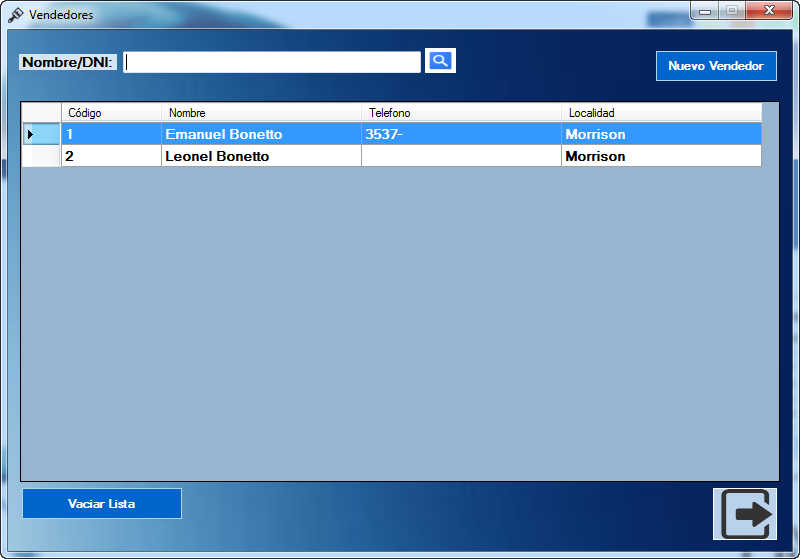 Vendedores
Nombre/DNI:
Nuevo Vendedor
Código Nombre Telefono Localidad
1 Emanuel Bonetto 3537- Morrison
2 Leonel Bonetto Morrison
Vaciar Lista